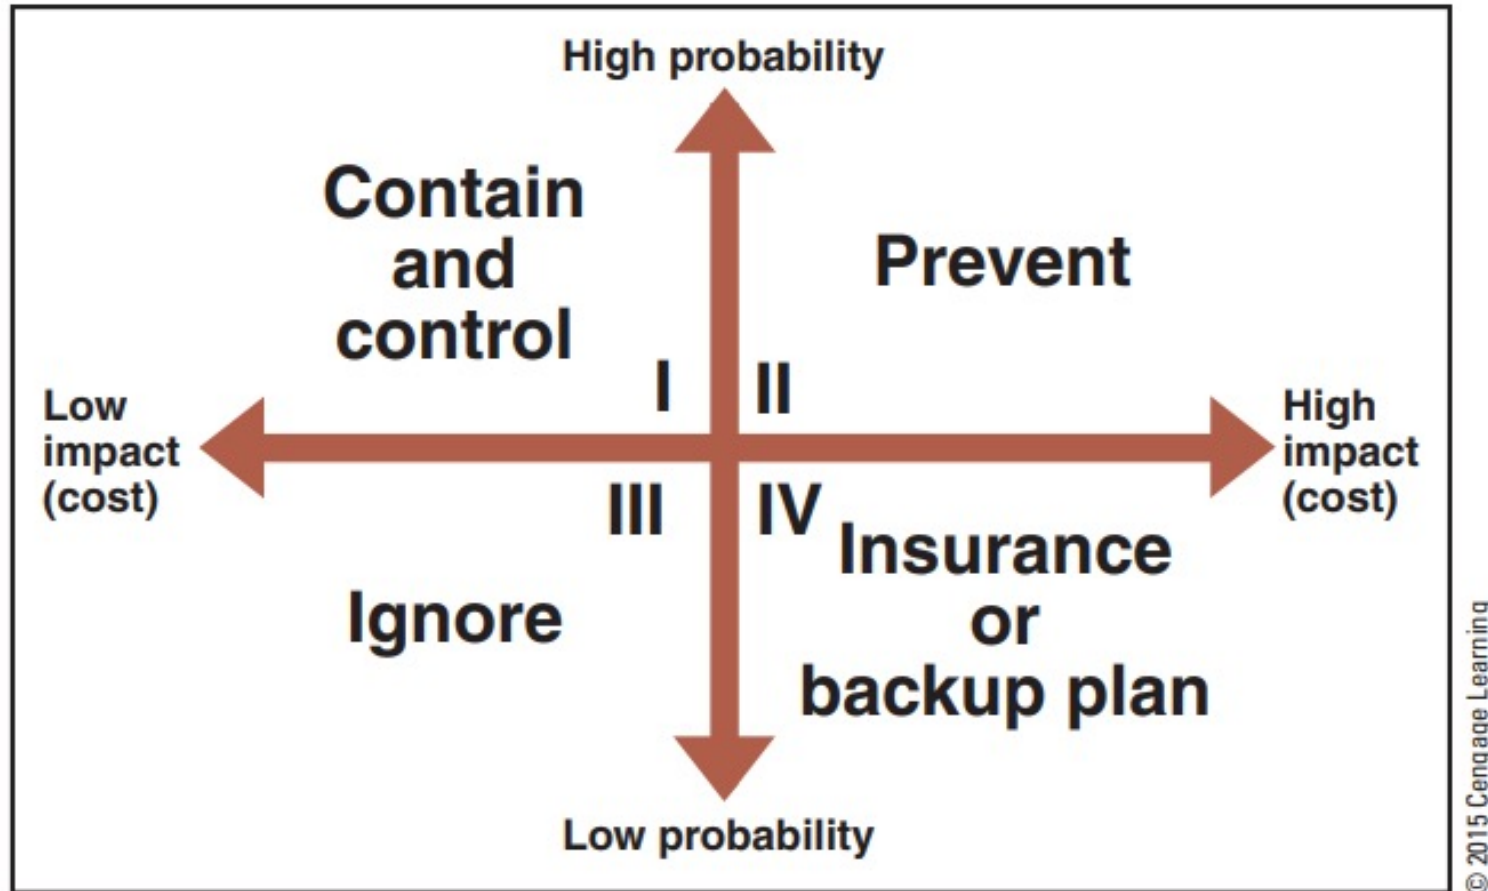 High probability
Contain
and
control
Prevent
I
II
Low
impact
(cost)
High
impact
(cost)
III
IV
Ignore
Insurance
or
backup plan
Low probability
© 2015 Cengage Learning